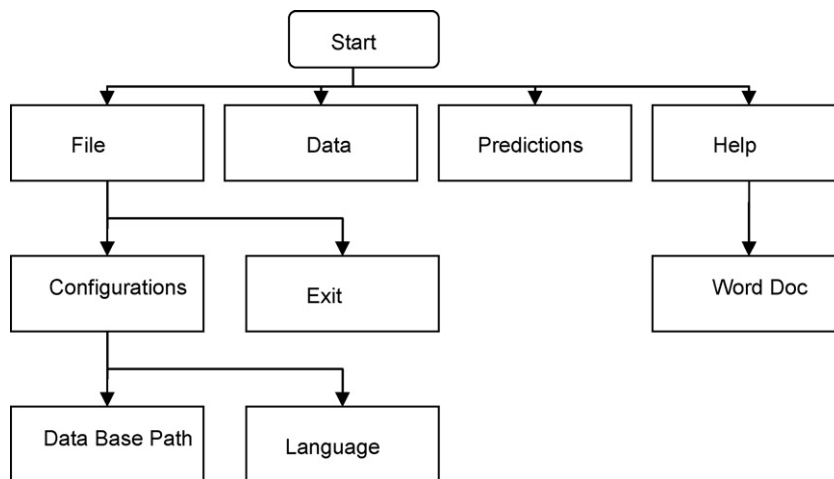 Start
File
Data
Predictions
Help
Configurations
Exit
Word Doc
Data Base Path
Language